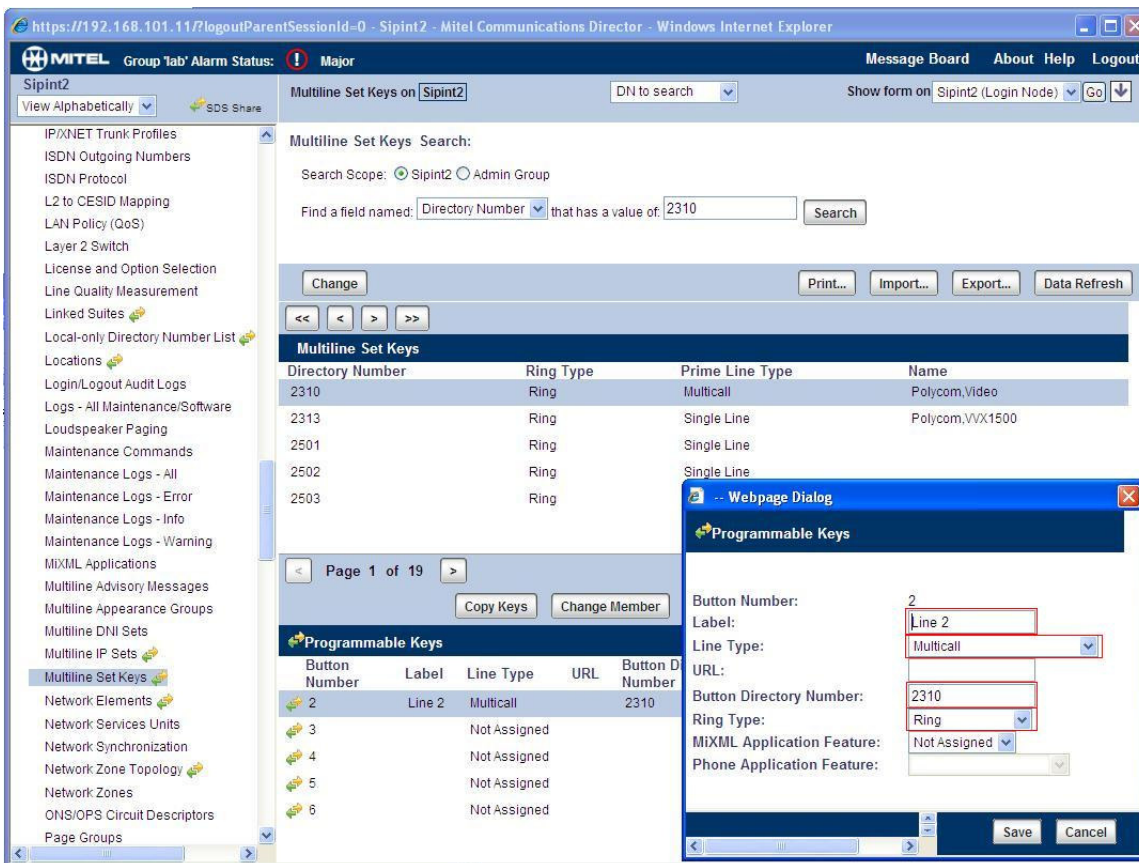 https://192.168.101.11/?logoutParentSessionId=0 - Sipint2 - Mitel Communications Director - Windows Internet Explorer
MITEL Group 'lab' Alarm Status: ! Major Message Board About Help Logout
Sipint2
View Alphabetically SDS Share
Multiline Set Keys on Sipint2 DN to search Show form on Sipint2 (Login Node) Go
IP/XNET Trunk Profiles
ISDN Outgoing Numbers
ISDN Protocol
L2 to CESID Mapping
LAN Policy (QoS)
Layer 2 Switch
License and Option Selection
Line Quality Measurement
Linked Suites
Local-only Directory Number List
Locations
Login/Logout Audit Logs
Logs - All Maintenance/Software
Loudspeaker Paging
Maintenance Commands
Maintenance Logs - All
Maintenance Logs - Error
Maintenance Logs - Info
Maintenance Logs - Warning
MiXML Applications
Multiline Advisory Messages
Multiline Appearance Groups
Multiline DNI Sets
Multiline IP Sets
Multiline Set Keys
Network Elements
Network Services Units
Network Synchronization
Network Zone Topology
Network Zones
ONS/OPS Circuit Descriptors
Page Groups
Multiline Set Keys Search:
Search Scope: Sipint2 Admin Group
Find a field named: Directory Number that has a value of: 2310 Search
Change Print... Import... Export... Data Refresh
<< < > >>
Multiline Set Keys
Directory Number Ring Type Prime Line Type Name
2310 Ring Multicall Polycom,Video
2313 Ring Single Line Polycom,VVX1500
2501 Ring Single Line
2502 Ring Single Line
2503 Ring
< Page 1 of 19 >
Copy Keys Change Member
Programmable Keys
Button Number Label Line Type URL Button Di
Number
2 Line 2 Multicall 2310
3 Not Assigned
4 Not Assigned
5 Not Assigned
6 Not Assigned
-- Webpage Dialog
Programmable Keys
Button Number: 2
Label: Line 2
Line Type: Multicall
URL:
Button Directory Number: 2310
Ring Type: Ring
MiXML Application Feature: Not Assigned
Phone Application Feature:
Save Cancel